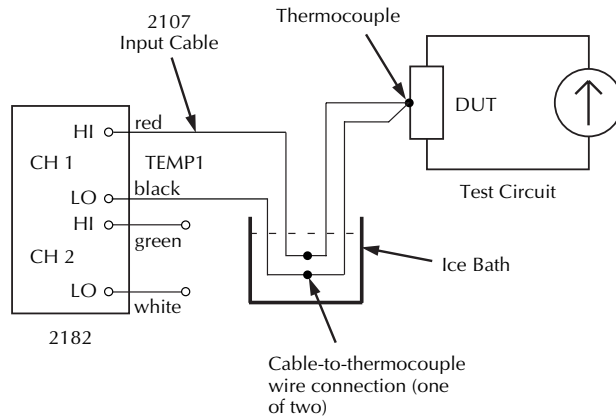 2107
Input Cable
Thermocouple
HI
red
CH 1
TEMP1
LO
black
HI
green
CH 2
LO
white
2182
DUT
Test Circuit
Ice Bath
Cable-to-thermocouple
wire connection (one
of two)